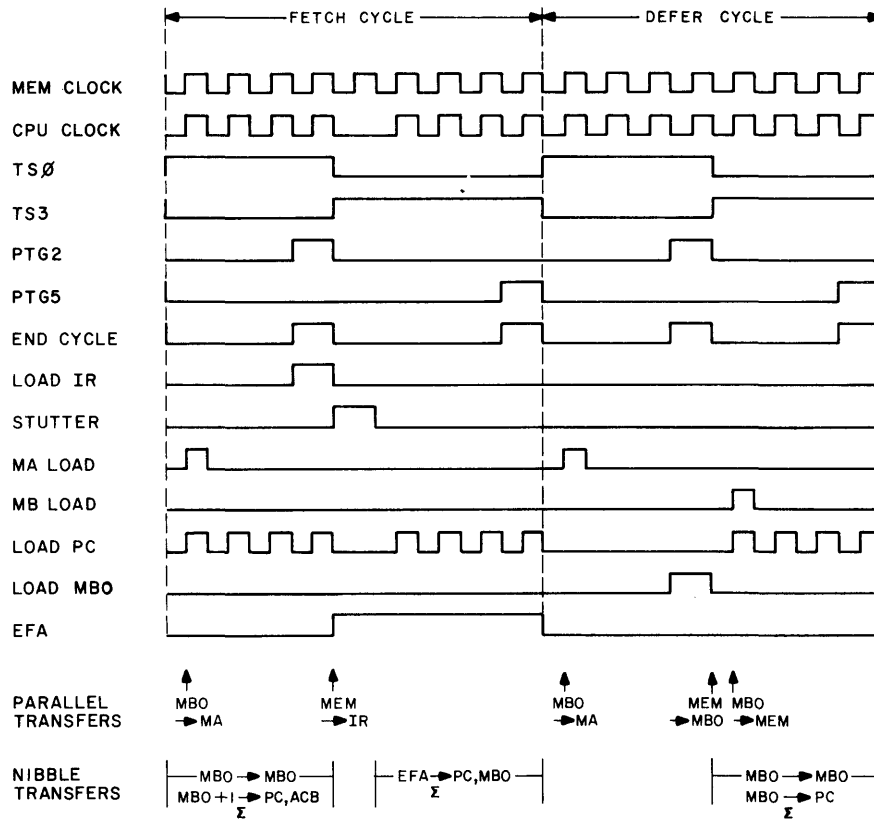 FETCH CYCLE DEFER CYCLE
MEM CLOCK
CPU CLOCK
TSØ
TS3
PTG2
PTG5
END CYCLE
LOAD IR
STUTTER
MA LOAD
MB LOAD
LOAD PC
LOAD MBO
EFA
PARALLEL TRANSFERS
MBO →MA
MEM →IR
MBO →MA
MEM →MBO
MBO →MEM
NIBBLE TRANSFERS
MBO → MBO
MBO +1 → PC, ACB
Σ
EFA → PC, MBO
Σ
MBO → MBO
MBO → PC
Σ